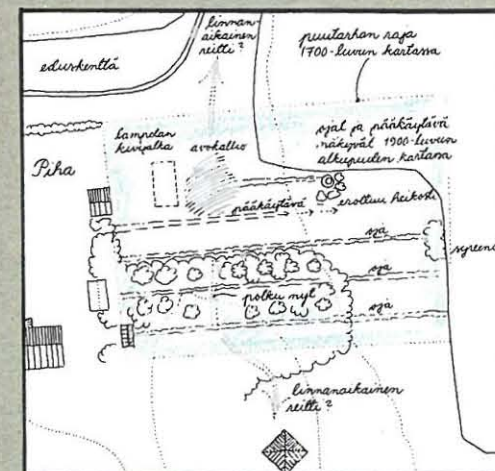 linnan-
aikainen
reitti?
puutarhan raja
1700-luvun kartassa
eduskenttä
lampolan
kivijalka
avokallio
ojat ja pääkäytävä
näkyvät 1900-luvun
alkupuolen kartassa
Piha
pääkäytävä
erottuu heikosti
oja
syreeni
oja
polku nyt
oja
linnanaikainen
reitti?